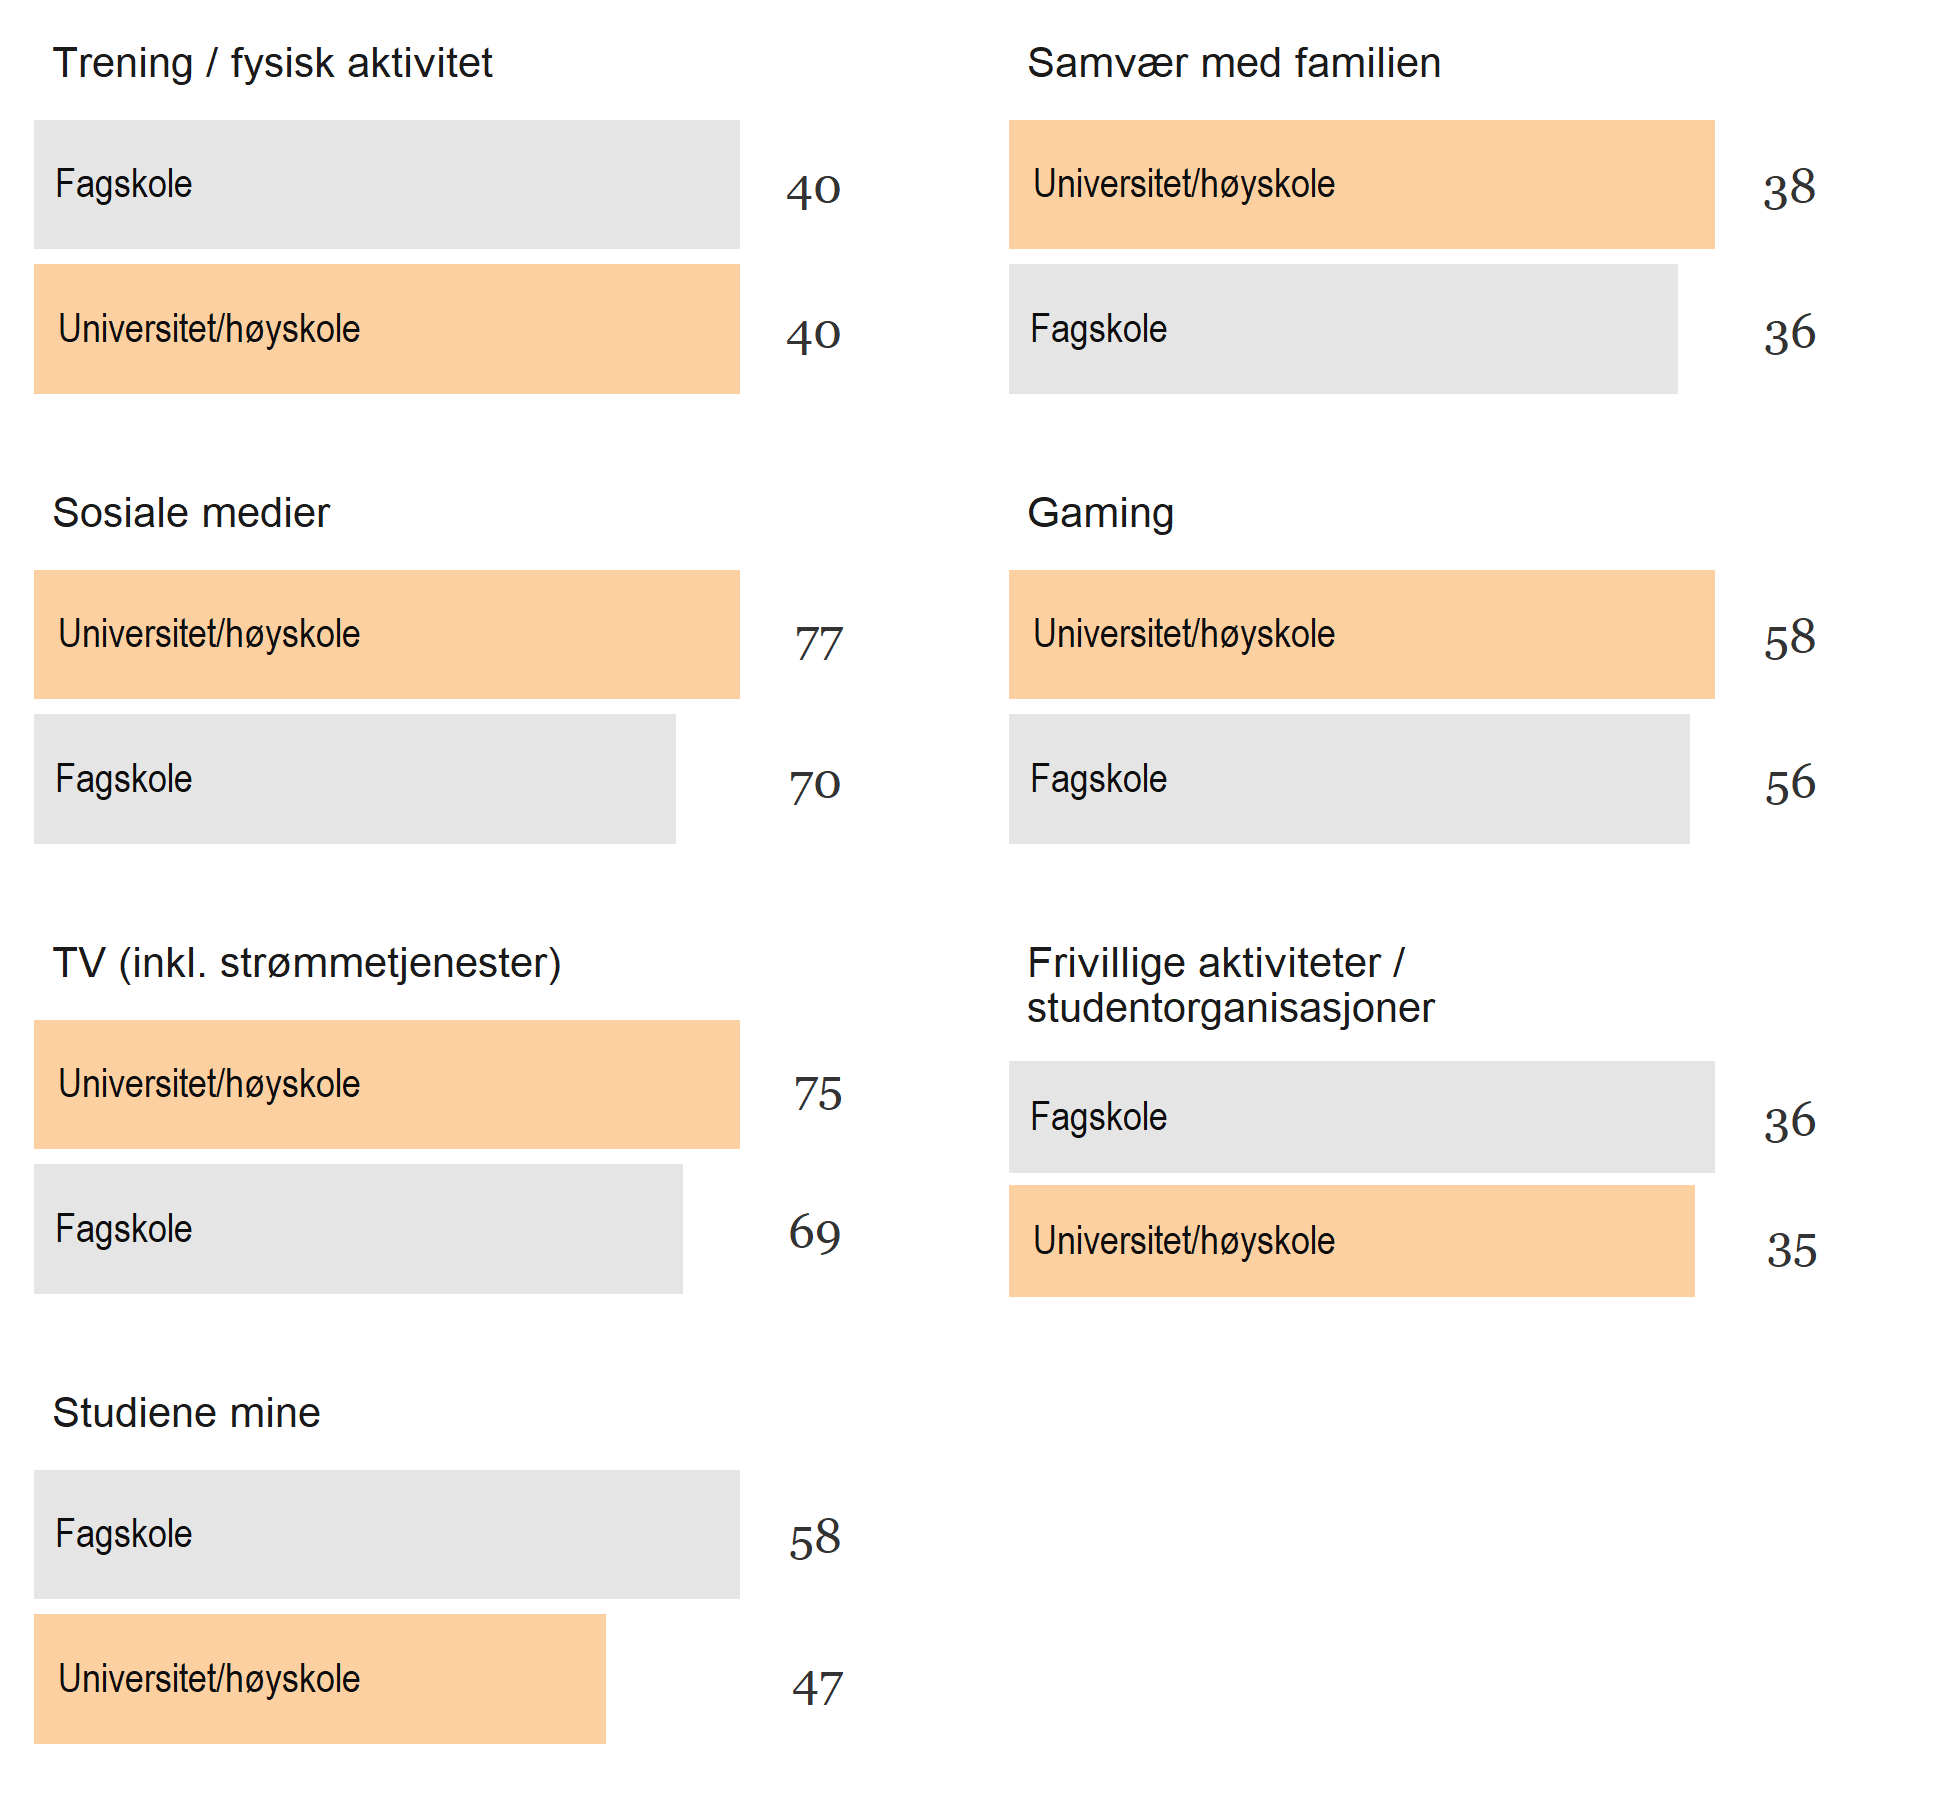 Trening / fysisk aktivitet
Fagskole 40
Universitet/høyskole 40
Sosiale medier
Universitet/høyskole 77
Fagskole 70
TV (inkl. strømmetjenester)
Universitet/høyskole 75
Fagskole 69
Studiene mine
Fagskole 58
Universitet/høyskole 47
Samvær med familien
Universitet/høyskole 38
Fagskole 36
Gaming
Universitet/høyskole 58
Fagskole 56
Frivillige aktiviteter /
studentorganisasjoner
Fagskole 36
Universitet/høyskole 35